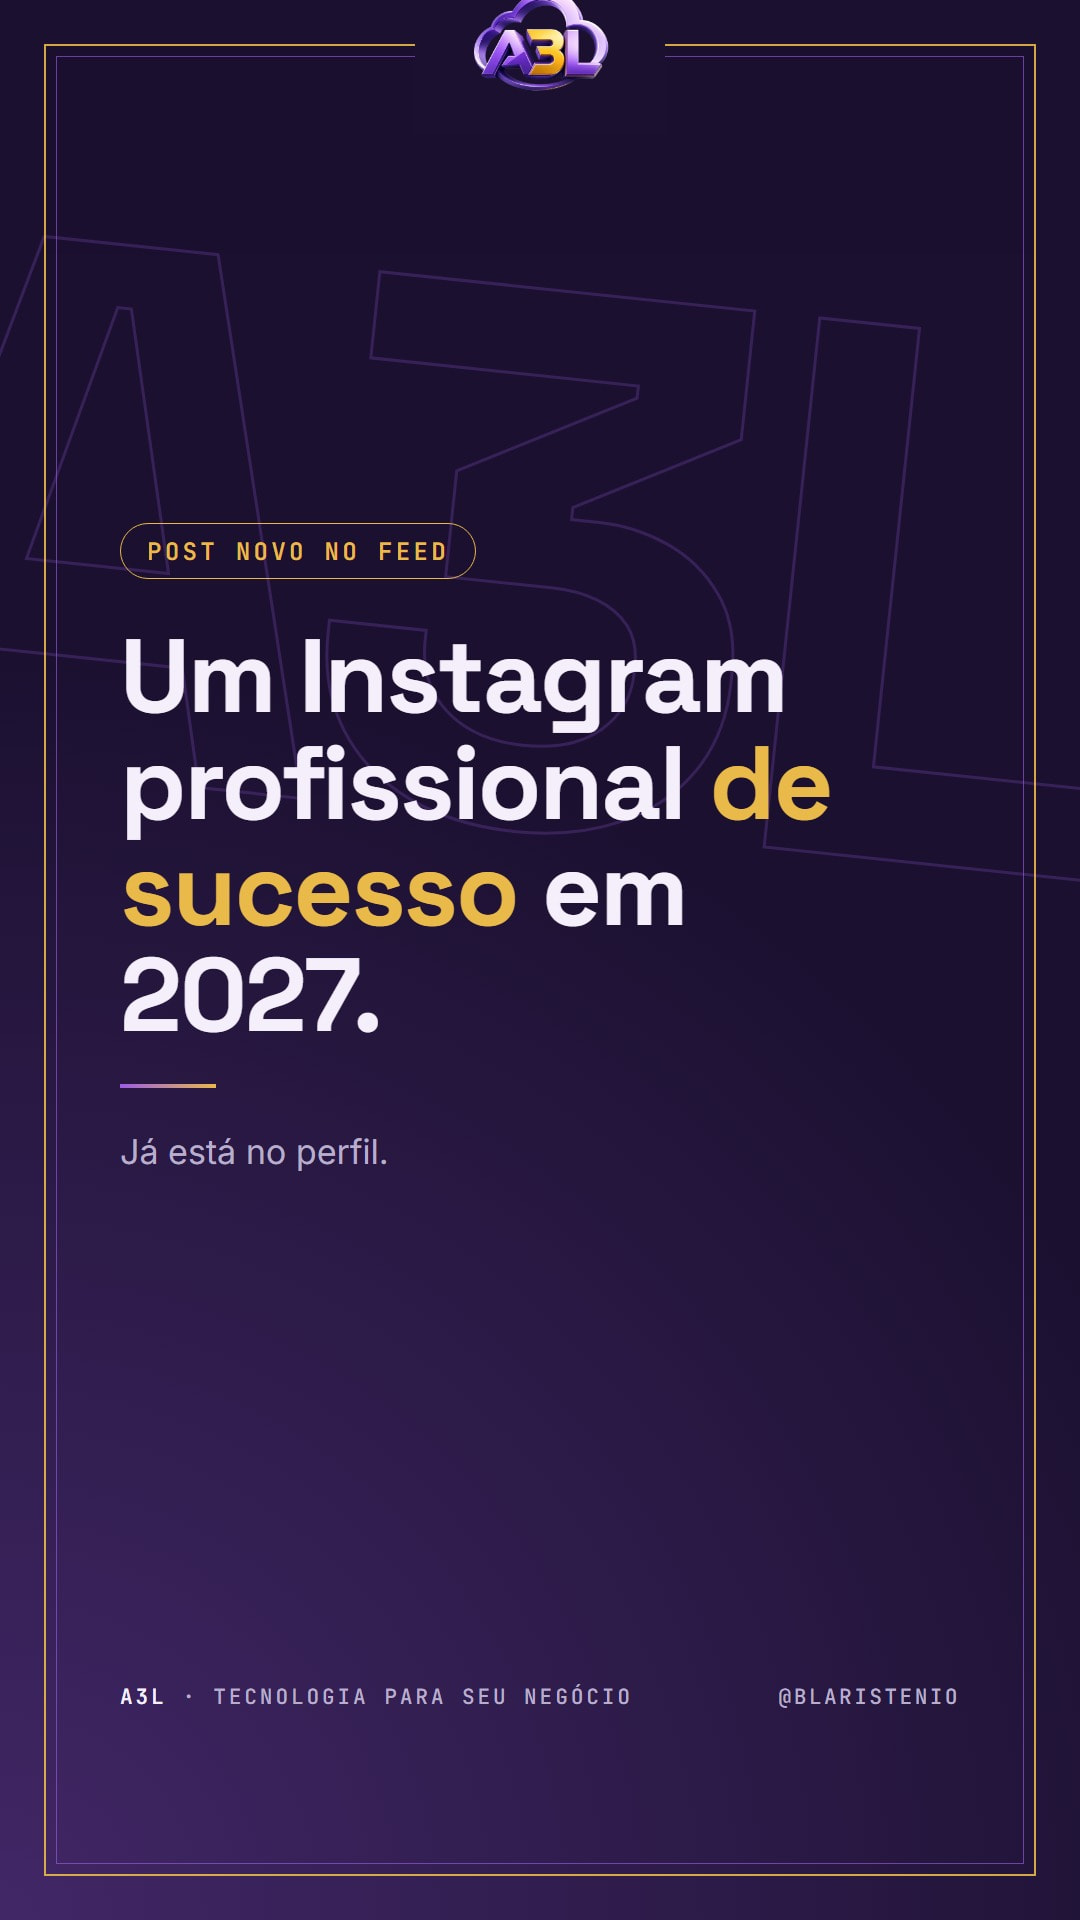 A3L
A3L
POST NOVO NO FEED
Um Instagram
profissional de
sucesso em
2027.
Já está no perfil.
A3L · TECNOLOGIA PARA SEU NEGÓCIO
@BLARISTENIO